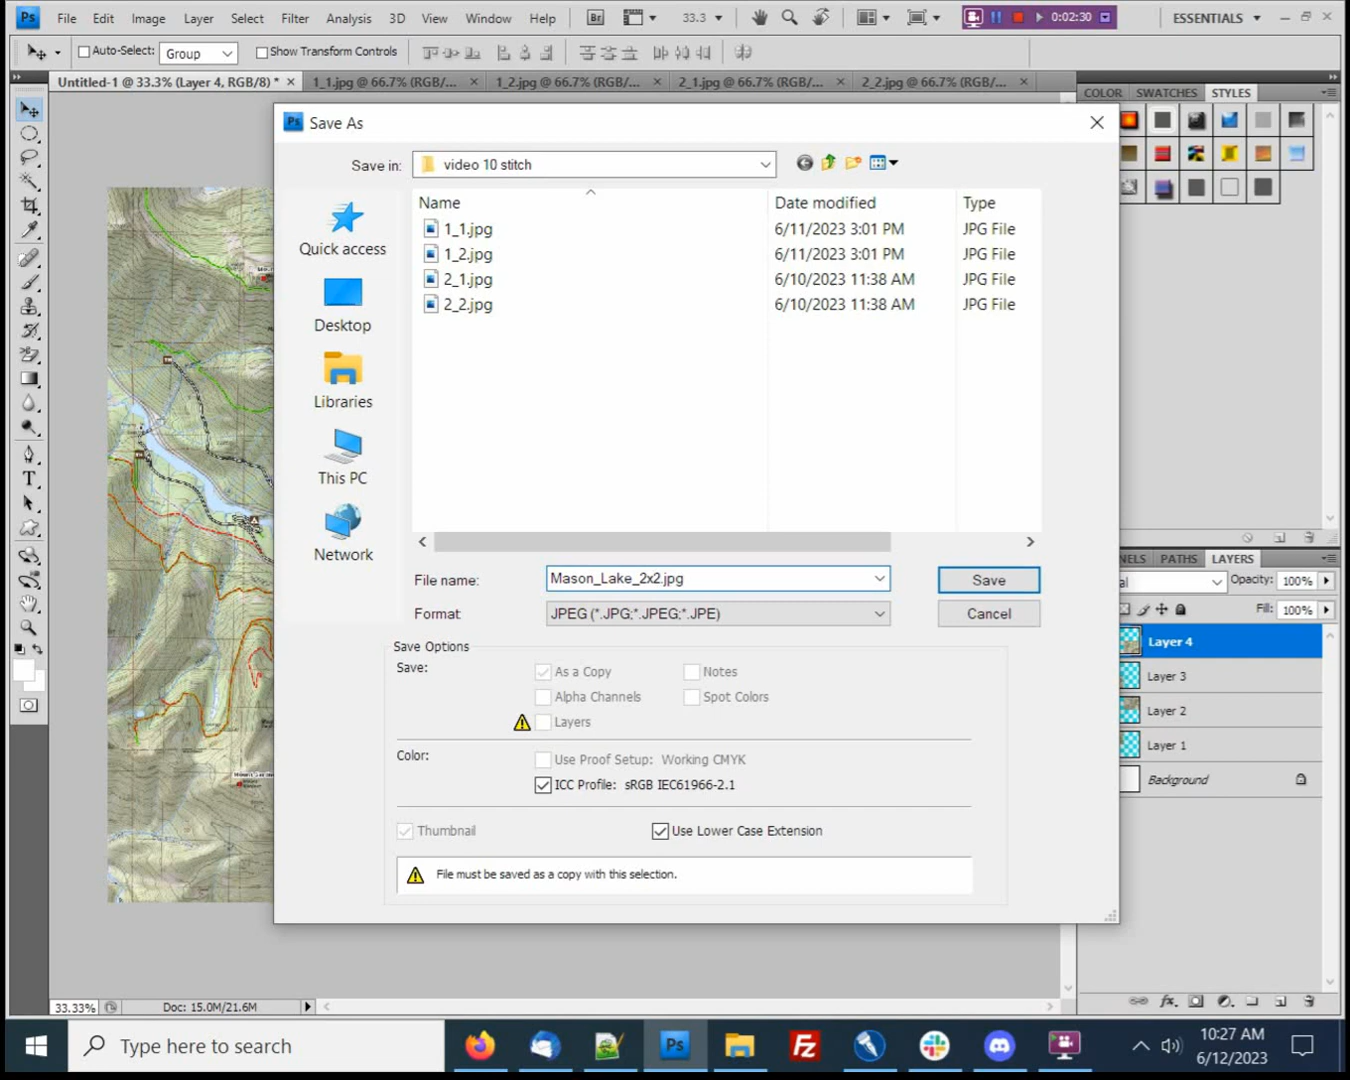 Ps File Edit Image Layer Select Filter Analysis 3D View Window Help Br 33.3 0:02:30 ESSENTIALS
Auto-Select: Group Show Transform Controls
Untitled-1 @ 33.3% (Layer 4, RGB/8) * × 1_1.jpg @ 66.7% (RGB/... × 1_2.jpg @ 66.7% (RGB/... × 2_1.jpg @ 66.7% (RGB/... × 2_2.jpg @ 66.7% (RGB/... ×
COLOR SWATCHES STYLES
Ps Save As
Save in: video 10 stitch
Name Date modified Type
1_1.jpg 6/11/2023 3:01 PM JPG File
1_2.jpg 6/11/2023 3:01 PM JPG File
2_1.jpg 6/10/2023 11:38 AM JPG File
2_2.jpg 6/10/2023 11:38 AM JPG File
Quick access
Desktop
Libraries
This PC
Network
File name: Mason_Lake_2x2.jpg Save
Format JPEG (*.JPG;*.JPEG;*.JPE) Cancel
Save Options
Save: As a Copy Notes
Alpha Channels Spot Colors
Layers
Color: Use Proof Setup: Working CMYK
ICC Profile: sRGB IEC61966-2.1
Thumbnail Use Lower Case Extension
File must be saved as a copy with this selection.
NELS PATHS LAYERS
al Opacity: 100%
Fill: 100%
Layer 4
Layer 3
Layer 2
Layer 1
Background
33.33% Doc: 15.0M/21.6M
Type here to search Ps Fz 10:27 AM
6/12/2023